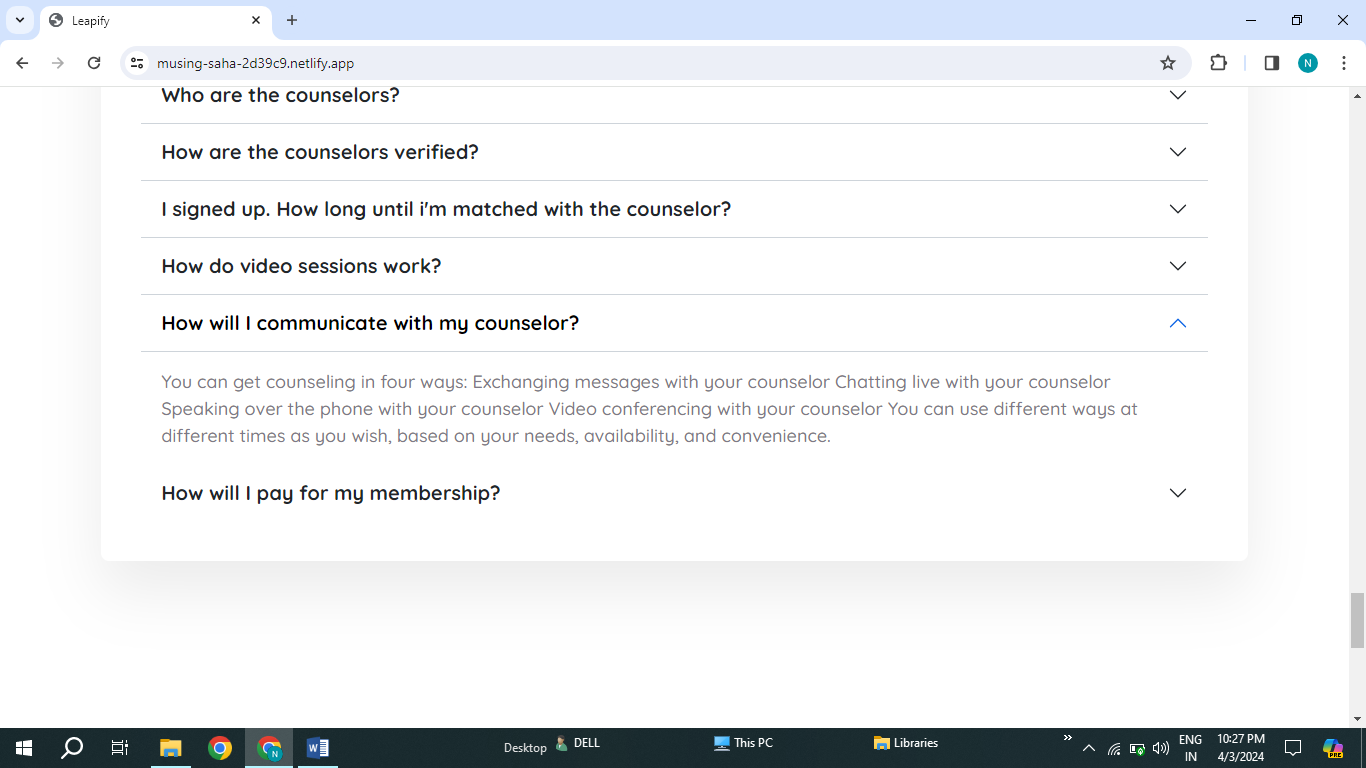 Leapify
musing-saha-2d39c9.netlify.app
N
Who are the counselors?
How are the counselors verified?
I signed up. How long until i'm matched with the counselor?
How do video sessions work?
How will I communicate with my counselor?
You can get counseling in four ways: Exchanging messages with your counselor Chatting live with your counselor
Speaking over the phone with your counselor Video conferencing with your counselor You can use different ways at
different times as you wish, based on your needs, availability, and convenience.
How will I pay for my membership?
N
W
Desktop
DELL
This PC
Libraries
»
ENG
IN
10:27 PM
4/3/2024
PRE